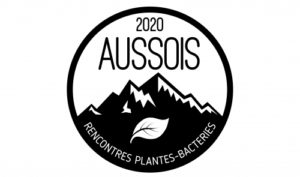 2020
AUSSOIS
RENCONTRES PLANTES-BACTERIES